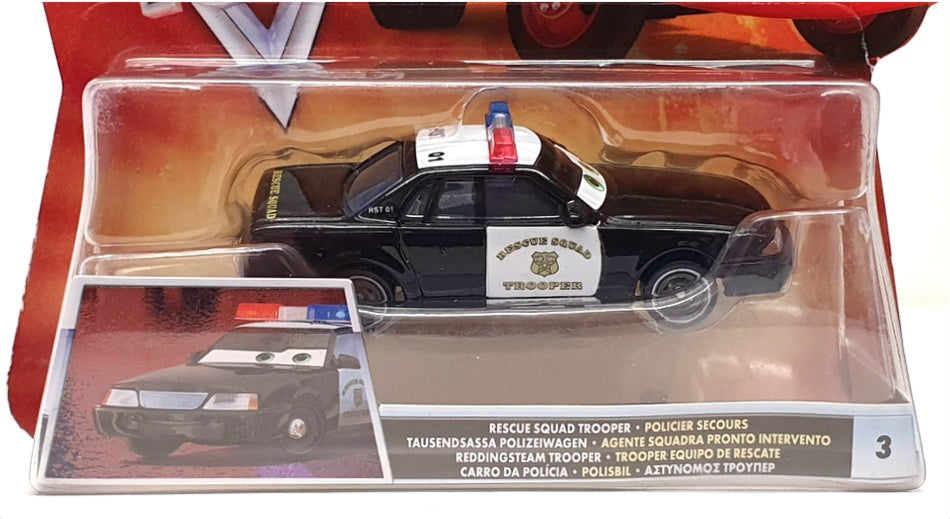 01
RESCUE SQUAD
HST 01
RESCUE SQUAD
TROOPER
RESCUE SQUAD TROOPER • POLICIER SECOURS
TAUSENDSASSA POLIZEIWAGEN • AGENTE SQUADRA PRONTO INTERVENTO
REDDINGSTEAM TROOPER • TROOPER EQUIPO DE RESCATE
CARRO DA POLÍCIA • POLISBIL • ΑΣΤΥΝΟΜΟΣ ΤΡΟΥΠΕΡ
3